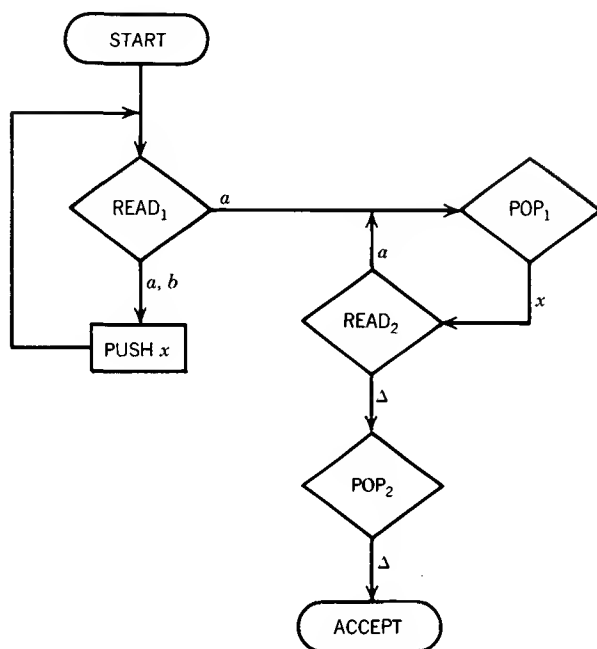 START
READ₁
a
POP₁
a, b
a
x
READ₂
PUSH x
Δ
POP₂
Δ
ACCEPT